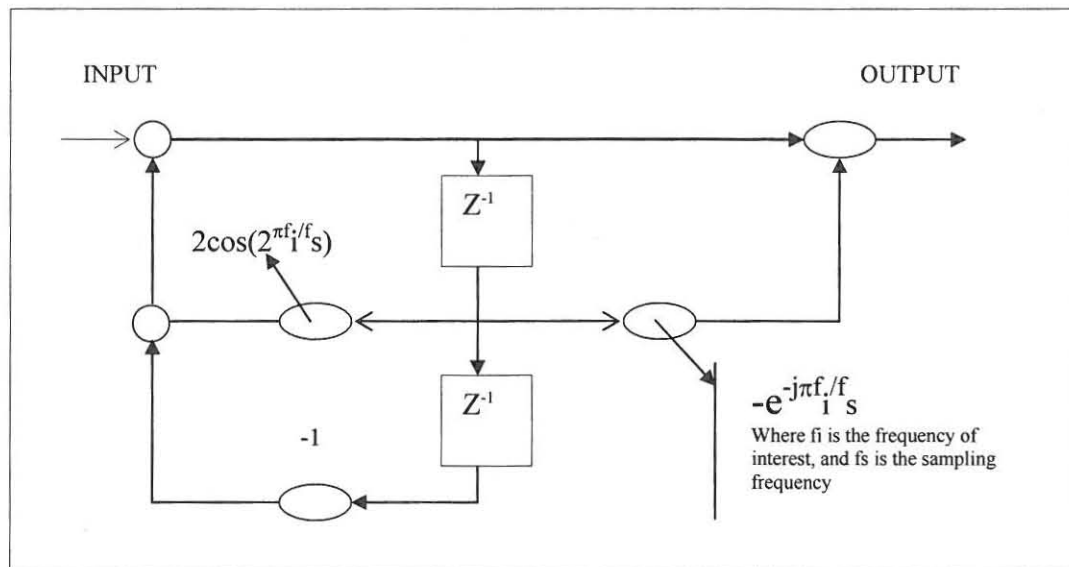 INPUT
OUTPUT
Z-1
2cos(2πfi/fs)
Z-1
-e-jπfi/fs
Where fi is the frequency of
interest, and fs is the sampling
frequency
-1